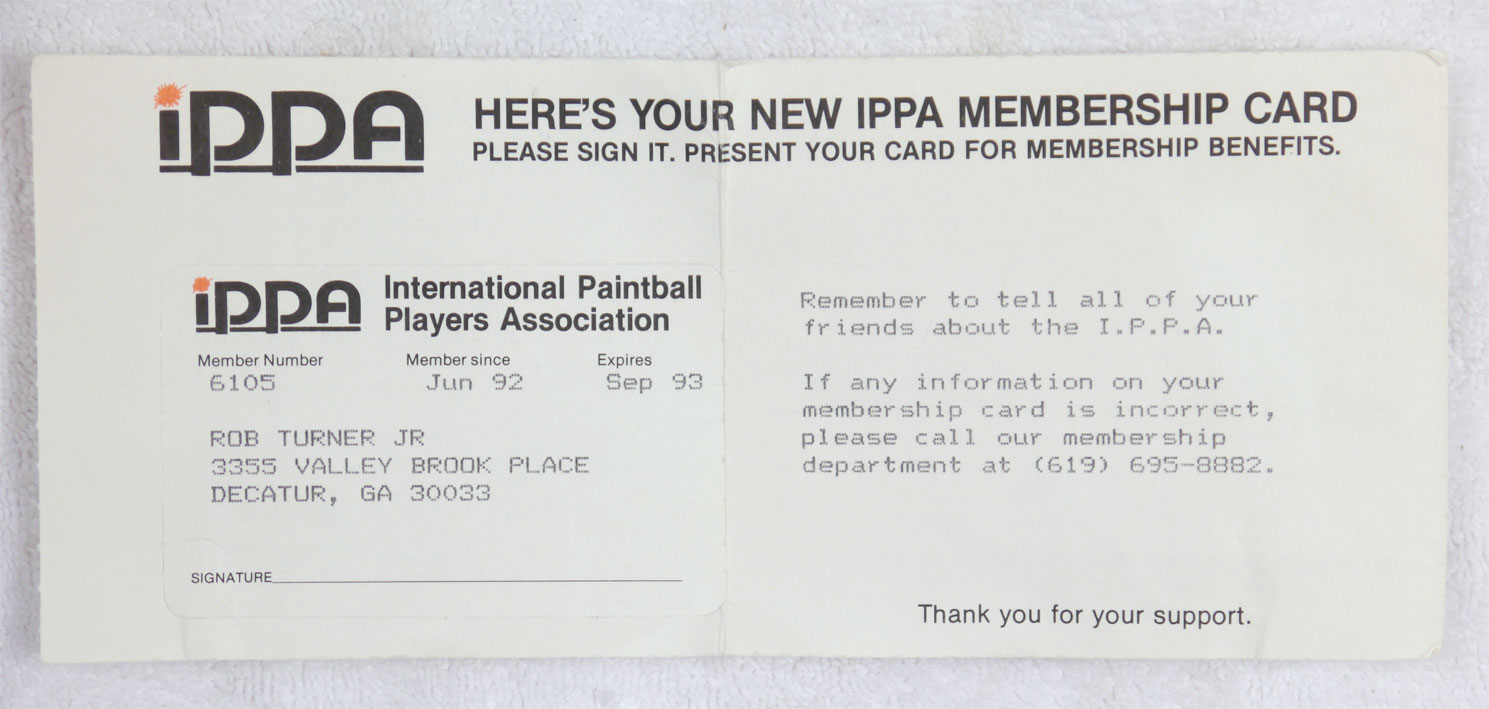 ippa
HERE'S YOUR NEW IPPA MEMBERSHIP CARD
PLEASE SIGN IT. PRESENT YOUR CARD FOR MEMBERSHIP BENEFITS.
ippa
International Paintball
Players Association
Member Number Member since Expires
6105 Jun 92 Sep 93
ROB TURNER JR
3355 VALLEY BROOK PLACE
DECATUR, GA 30033
SIGNATURE
Remember to tell all of your
friends about the I.P.P.A.
If any information on your
membership card is incorrect,
please call our membership
department at (619) 695-8882.
Thank you for your support.